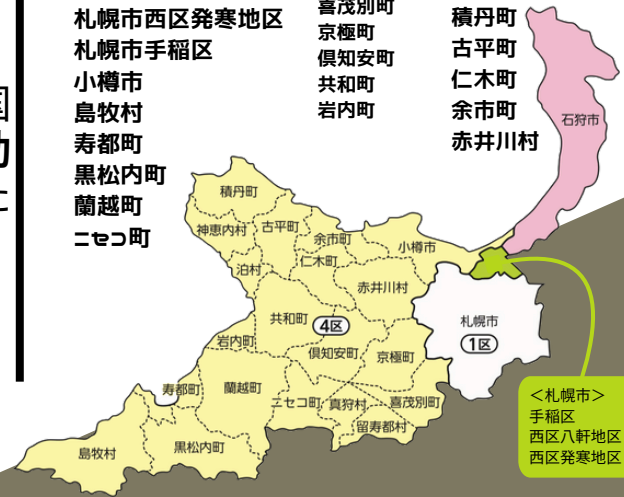 札幌市西区発寒地区
札幌市手稲区
小樽市
島牧村
寿都町
黒松内町
蘭越町
ニセコ町
喜茂別町
京極町
倶知安町
共和町
岩内町
積丹町
古平町
仁木町
余市町
赤井川村
石狩市
積丹町
神恵内村
古平町
余市町
小樽市
泊村
仁木町
赤井川村
共和町
4区
札幌市
1区
岩内町
倶知安町
京極町
寿都町
蘭越町
ニセコ町
真狩村
喜茂別町
留寿都村
島牧村
黒松内町
<札幌市>
手稲区
西区八軒地区
西区発寒地区